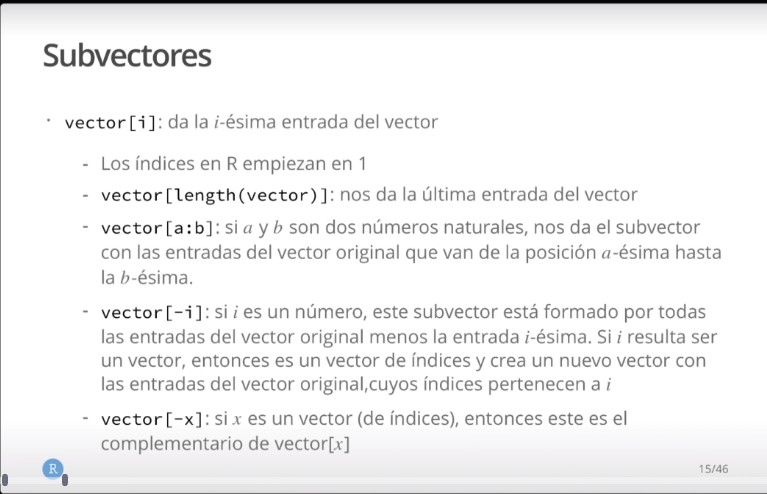 Subvectores
· vector[i]: da la i-ésima entrada del vector
- Los índices en R empiezan en 1
- vector[length(vector)]: nos da la última entrada del vector
- vector[a:b]: si a y b son dos números naturales, nos da el subvector
con las entradas del vector original que van de la posición a-ésima hasta
la b-ésima.
- vector[-i]: si i es un número, este subvector está formado por todas
las entradas del vector original menos la entrada i-ésima. Si i resulta ser
un vector, entonces es un vector de índices y crea un nuevo vector con
las entradas del vector original,cuyos índices pertenecen a i
- vector[-x]: si x es un vector (de índices), entonces este es el
complementario de vector[x]
R
15/46